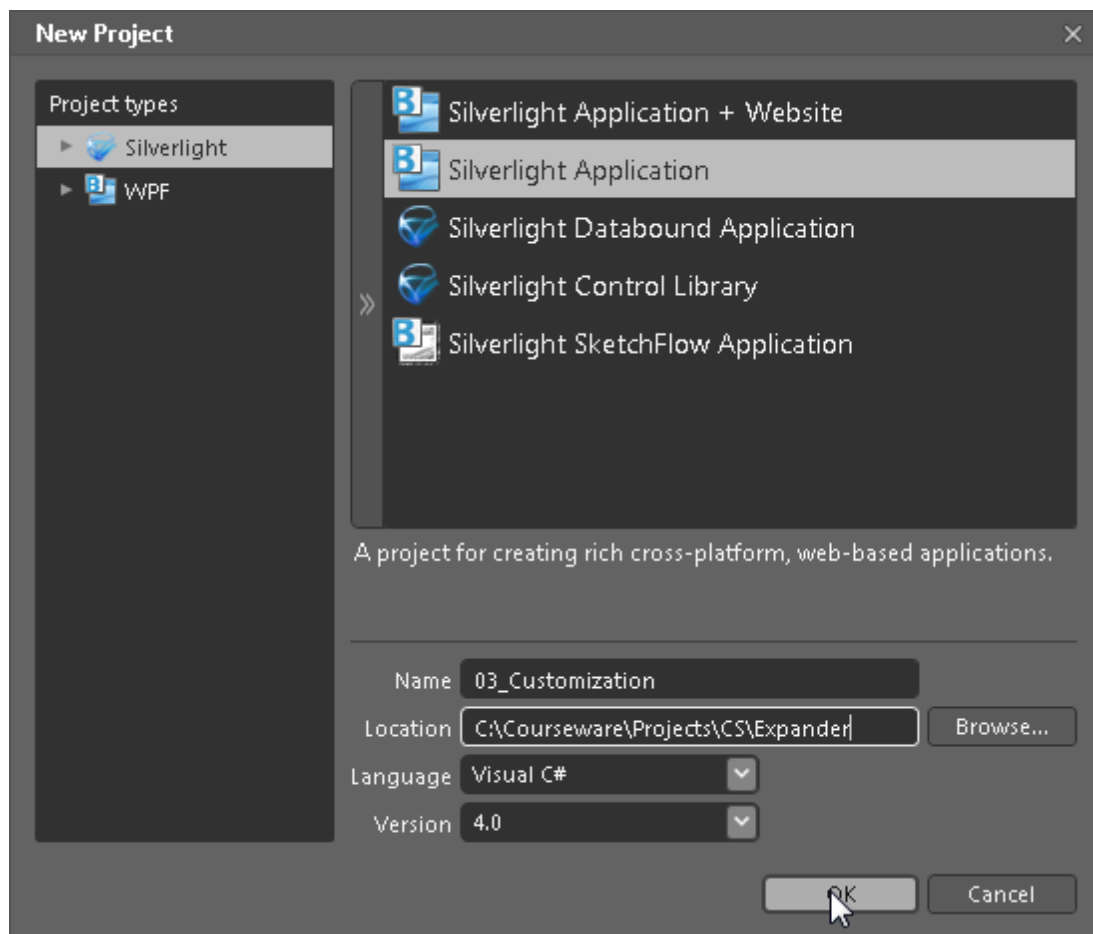 New Project
Project types
Silverlight
WPF
Silverlight Application + Website
Silverlight Application
Silverlight Databound Application
Silverlight Control Library
Silverlight SketchFlow Application
A project for creating rich cross-platform, web-based applications.
Name 03_Customization
Location C:\Courseware\Projects\CS\Expander Browse...
Language Visual C#
Version 4.0
OK Cancel